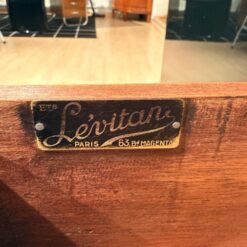 ETS
Lévitan
PARIS 63. Bd MAGENTA